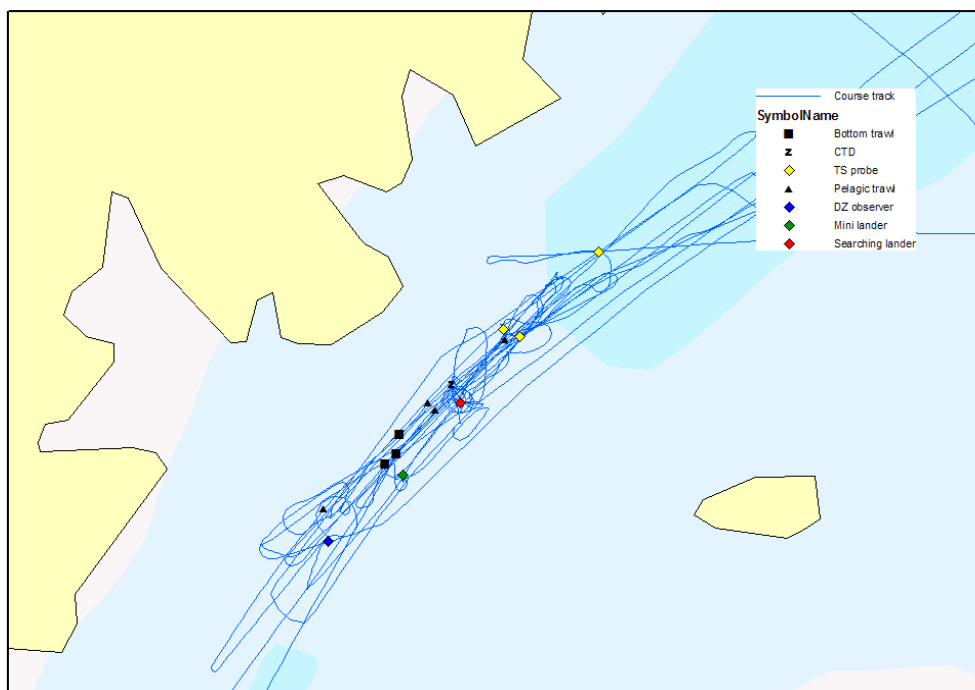 Course track
SymbolName
Bottom trawl
z CTD
TS probe
Pelagic trawl
DZ observer
Mini lander
Searching lander
z